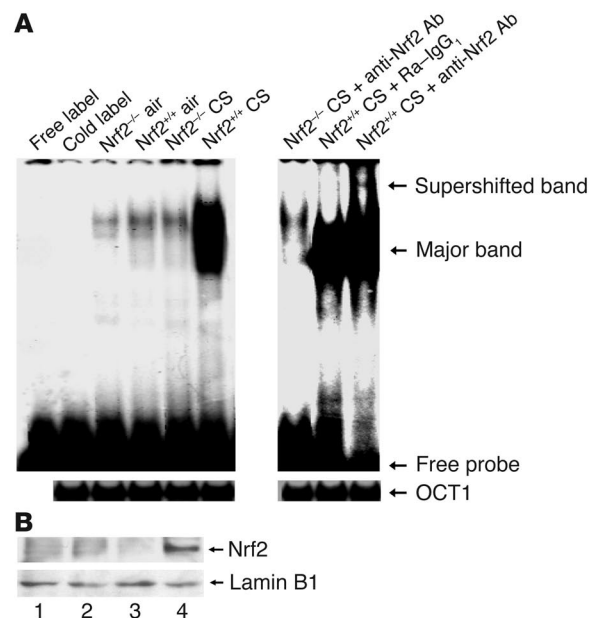 A
Free label
Cold label
Nrf2–/– air
Nrf2+/+ air
Nrf2–/– CS
Nrf2+/+ CS
Nrf2–/– CS + anti-Nrf2 Ab
Nrf2+/+ CS + Ra–IgG1
Nrf2+/+ CS + anti-Nrf2 Ab
Supershifted band
Major band
Free probe
OCT1
B
Nrf2
Lamin B1
1 2 3 4